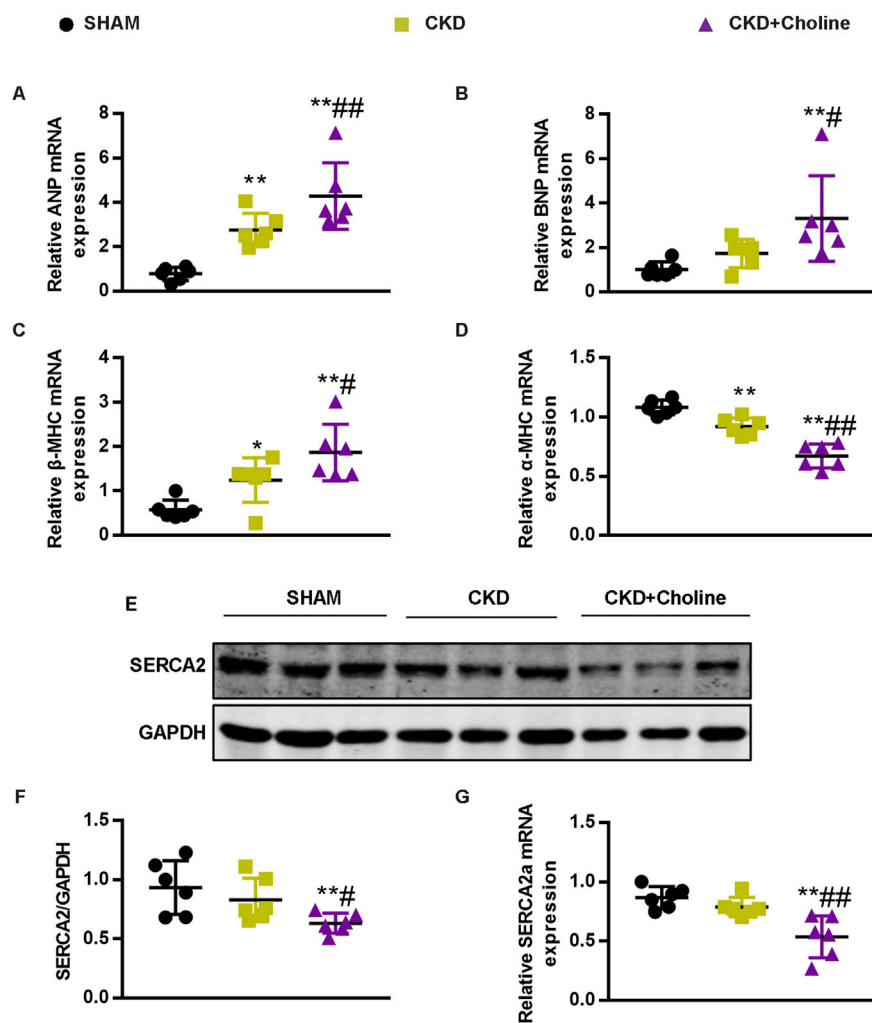 SHAM CKD CKD+Choline
A
Relative ANP mRNA
expression
8
6
4
2
0
**
**##
B
Relative BNP mRNA
expression
8
6
4
2
0
**#
C
Relative β-MHC mRNA
expression
4
3
2
1
0
*
**#
D
Relative α-MHC mRNA
expression
1.5
1.0
0.5
0.0
**
**##
E
SHAM CKD CKD+Choline
SERCA2
GAPDH
F
SERCA2/GAPDH
1.5
1.0
0.5
0.0
**#
G
Relative SERCA2a mRNA
expression
1.5
1.0
0.5
0.0
**##